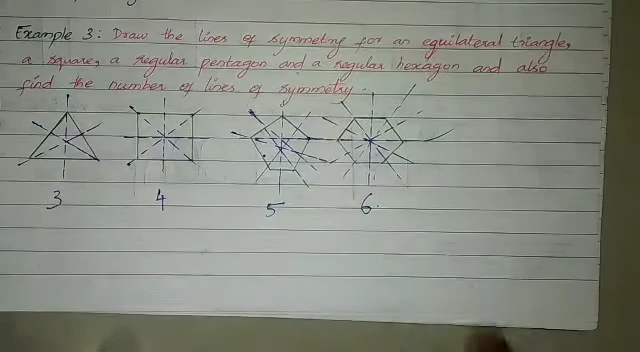 Example 3: Draw the lines of symmetry for an equilateral triangle,
a square, a regular pentagon and a regular hexagon and also
find the number of lines of symmetry.
3 4 5 6.